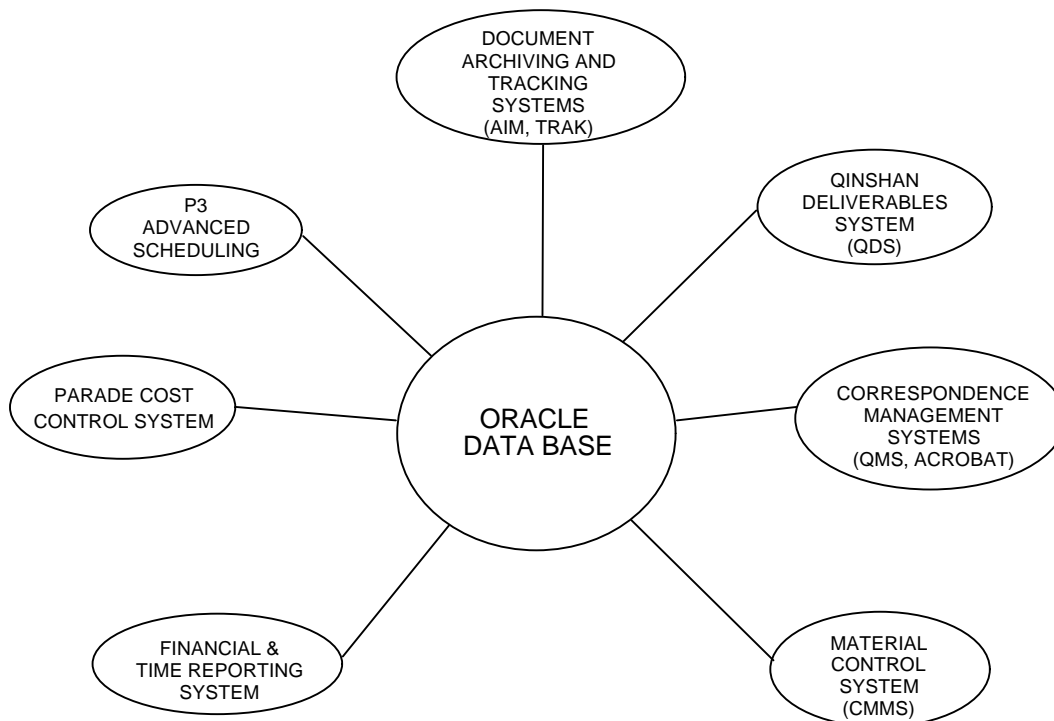 DOCUMENT
ARCHIVING AND
TRACKING
SYSTEMS
(AIM, TRAK)
QINSHAN
DELIVERABLES
SYSTEM
(QDS)
P3
ADVANCED
SCHEDULING
PARADE COST
CONTROL SYSTEM
ORACLE
DATA BASE
CORRESPONDENCE
MANAGEMENT
SYSTEMS
(QMS, ACROBAT)
FINANCIAL &
TIME REPORTING
SYSTEM
MATERIAL
CONTROL
SYSTEM
(CMMS)